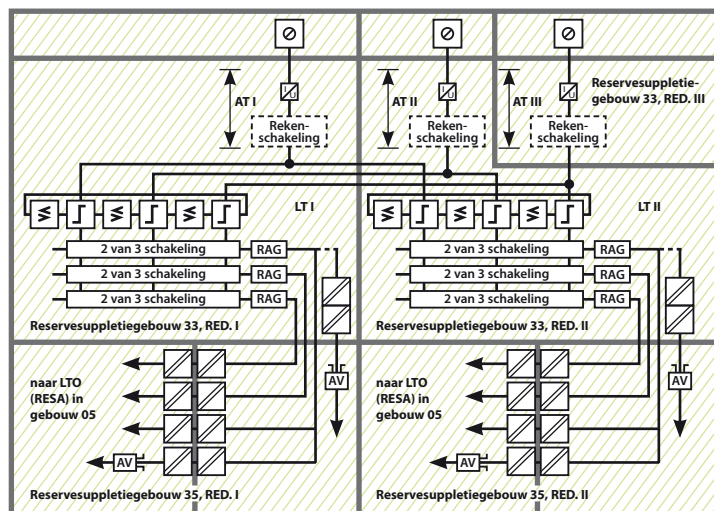 I
U
I
U
I
U
AT I
AT II
AT III
Reservesuppletie-
gebouw 33, RED. III
Reken-
schakeling
Reken-
schakeling
Reken-
schakeling
LT I
LT II
2 van 3 schakeling
RAG
2 van 3 schakeling
RAG
2 van 3 schakeling
RAG
2 van 3 schakeling
RAG
2 van 3 schakeling
RAG
2 van 3 schakeling
RAG
Reservesuppletiegebouw 33, RED. I
Reservesuppletiegebouw 33, RED. II
naar LTO
(RESA) in
gebouw 05
AV
naar LTO
(RESA) in
gebouw 05
AV
AV
AV
Reservesuppletiegebouw 35, RED. I
Reservesuppletiegebouw 35, RED. II